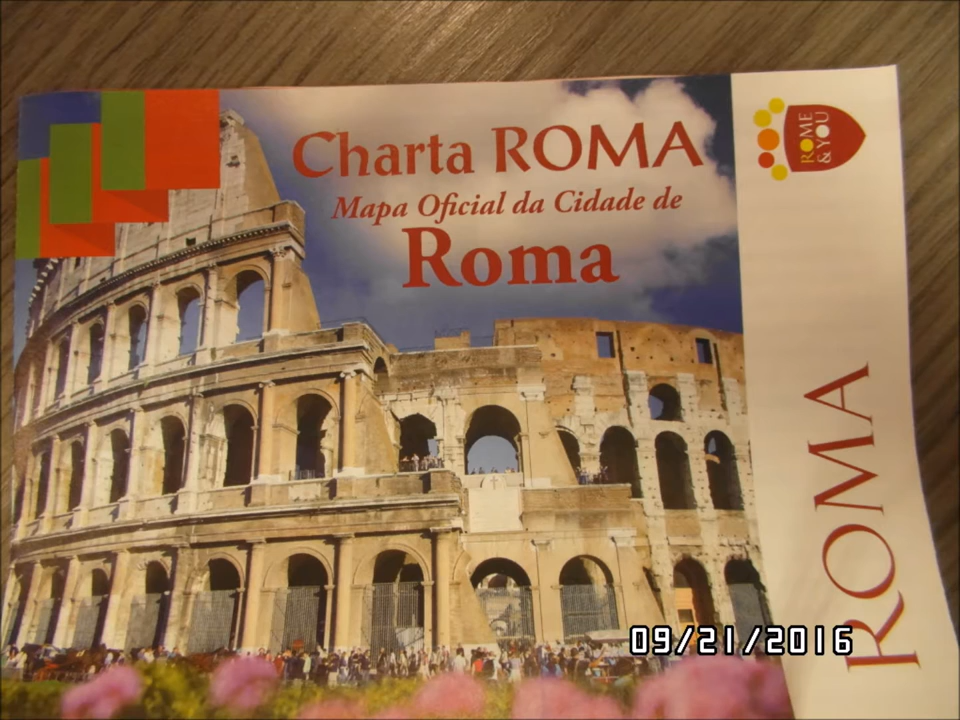 Charta ROMA
Mapa Oficial da Cidade de
Roma
ROME
& YOU
ROMA
09/21/2016